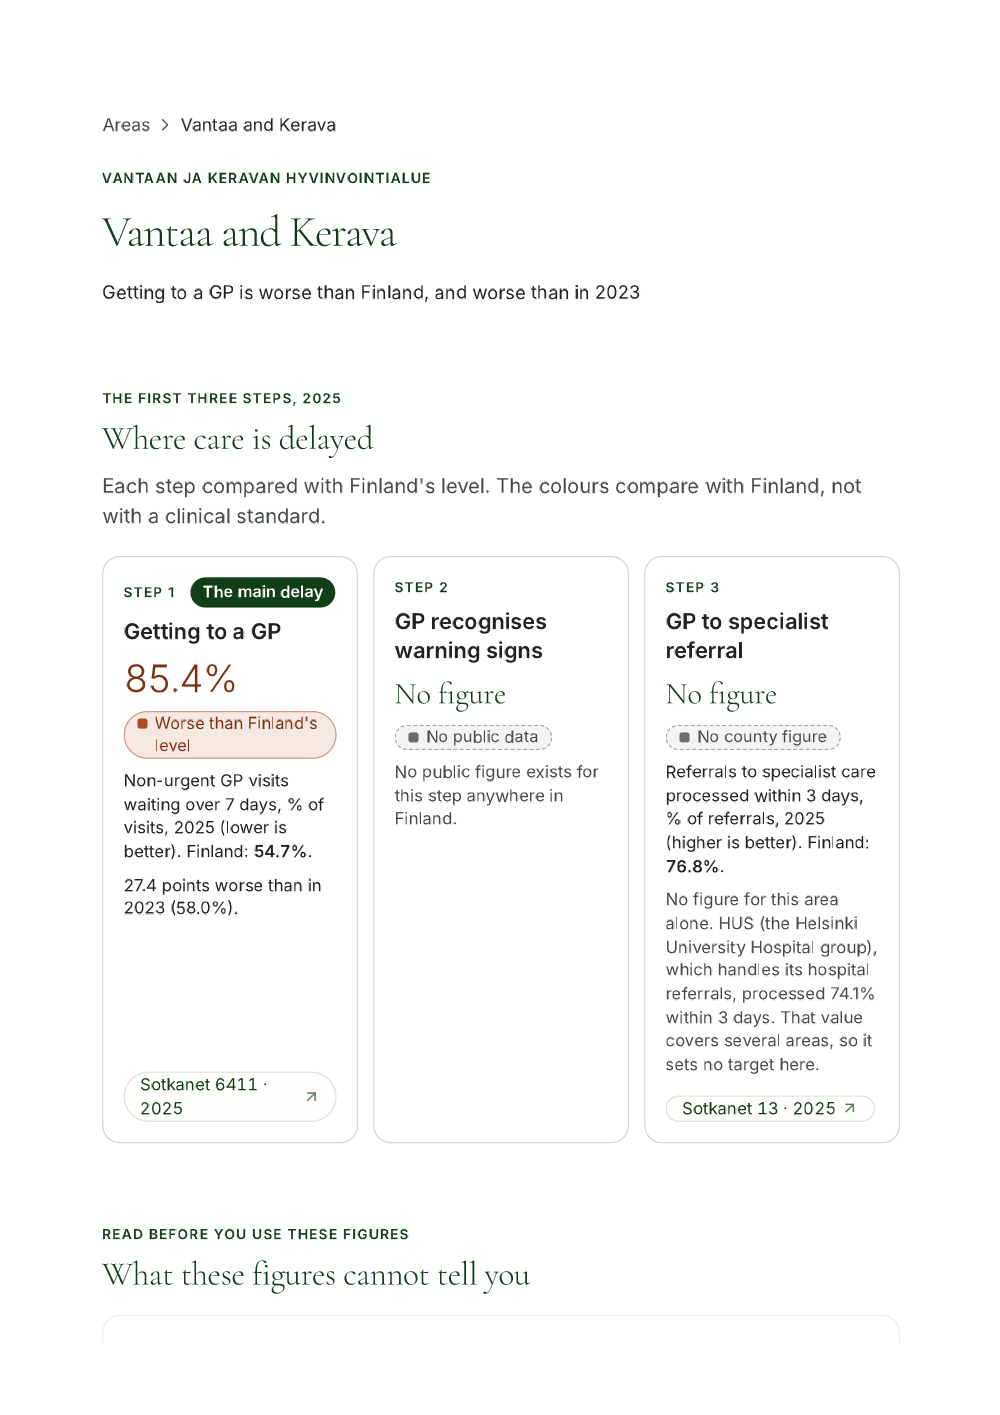 Areas > Vantaa and Kerava
VANTAAN JA KERAVAN HYVINVOINTIALUE
Vantaa and Kerava
Getting to a GP is worse than Finland, and worse than in 2023
THE FIRST THREE STEPS, 2025
Where care is delayed
Each step compared with Finland's level. The colours compare with Finland, not
with a clinical standard.
STEP 1
The main delay
Getting to a GP
85.4%
Worse than Finland's
level
Non-urgent GP visits
waiting over 7 days, % of
visits, 2025 (lower is
better). Finland: 54.7%.
27.4 points worse than in
2023 (58.0%).
Sotkanet 6411 ·
2025
STEP 2
GP recognises
warning signs
No figure
No public data
No public figure exists for
this step anywhere in
Finland.
STEP 3
GP to specialist
referral
No figure
No county figure
Referrals to specialist care
processed within 3 days,
% of referrals, 2025
(higher is better). Finland:
76.8%.
No figure for this area
alone. HUS (the Helsinki
University Hospital group),
which handles its hospital
referrals, processed 74.1%
within 3 days. That value
covers several areas, so it
sets no target here.
Sotkanet 13 · 2025
READ BEFORE YOU USE THESE FIGURES
What these figures cannot tell you